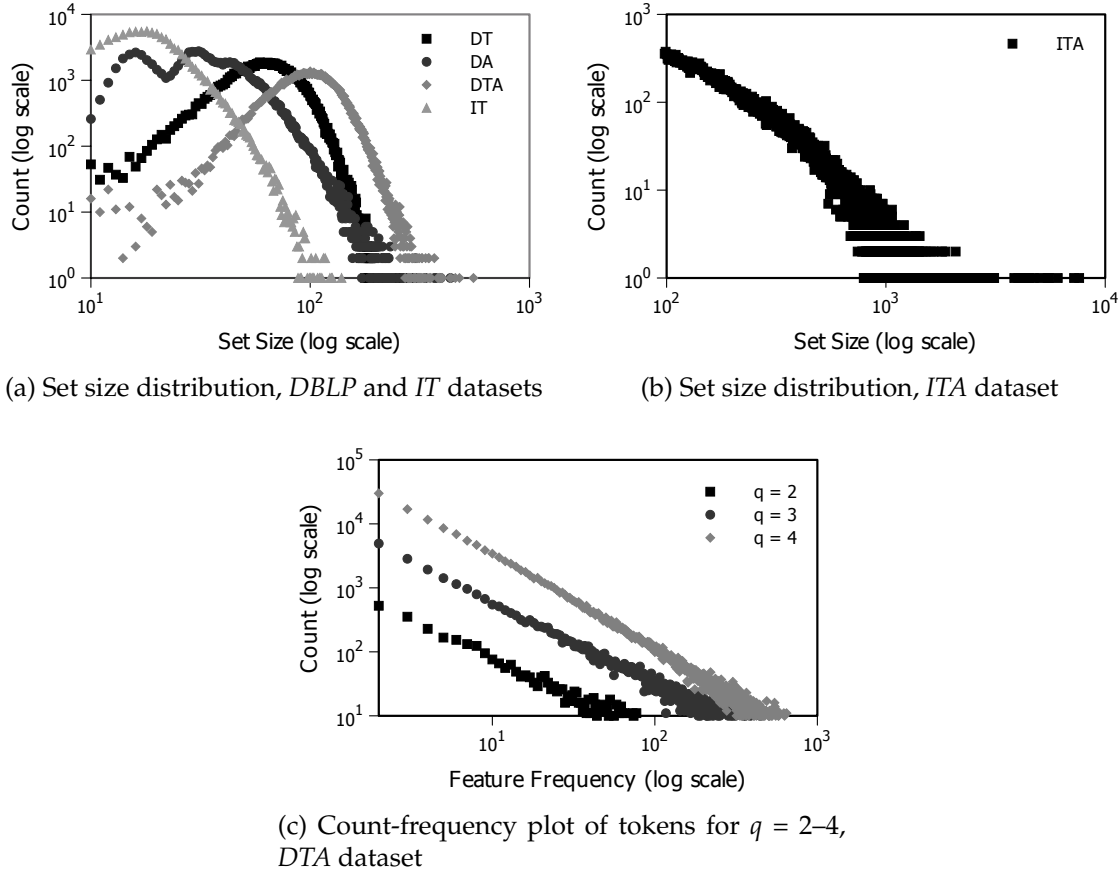 10^4
10^3
10^2
10^1
10^0
10^1
10^2
10^3
Count (log scale)
Set Size (log scale)
DT
DA
DTA
IT
(a) Set size distribution, DBLP and IT datasets
10^3
10^2
10^1
10^0
10^2
10^3
10^4
Count (log scale)
Set Size (log scale)
ITA
(b) Set size distribution, ITA dataset
10^5
10^4
10^3
10^2
10^1
10^1
10^2
10^3
Count (log scale)
Feature Frequency (log scale)
q = 2
q = 3
q = 4
(c) Count-frequency plot of tokens for q = 2–4,
DTA dataset